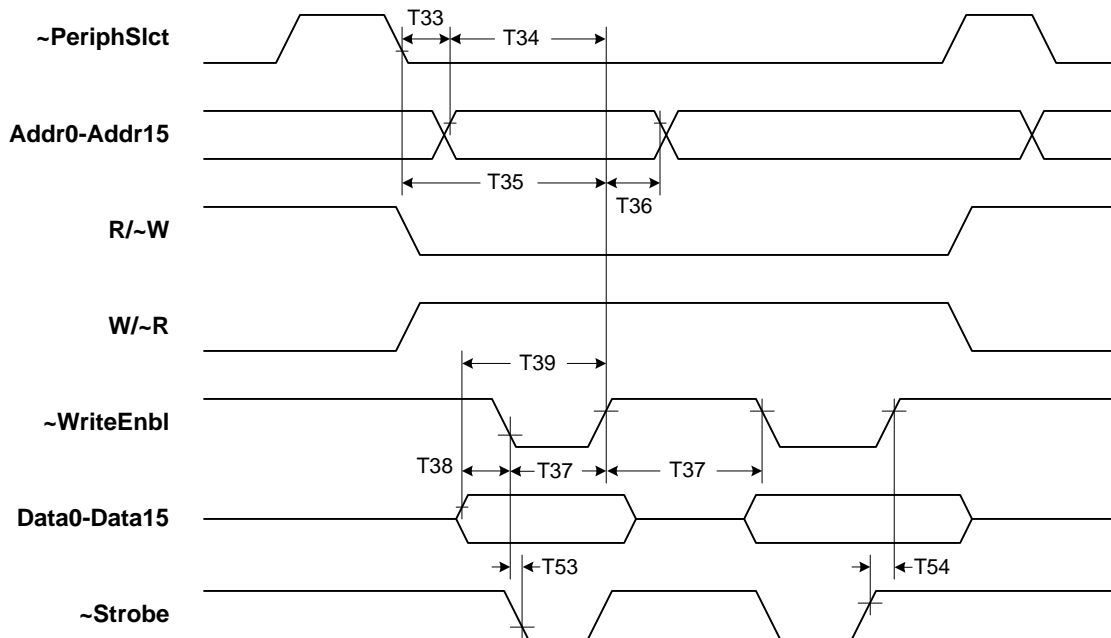 T33
~PeriphSlct
T34
Addr0-Addr15
T35
T36
R/~W
W/~R
T39
~WriteEnbl
T38
T37
T37
Data0-Data15
T53
T54
~Strobe